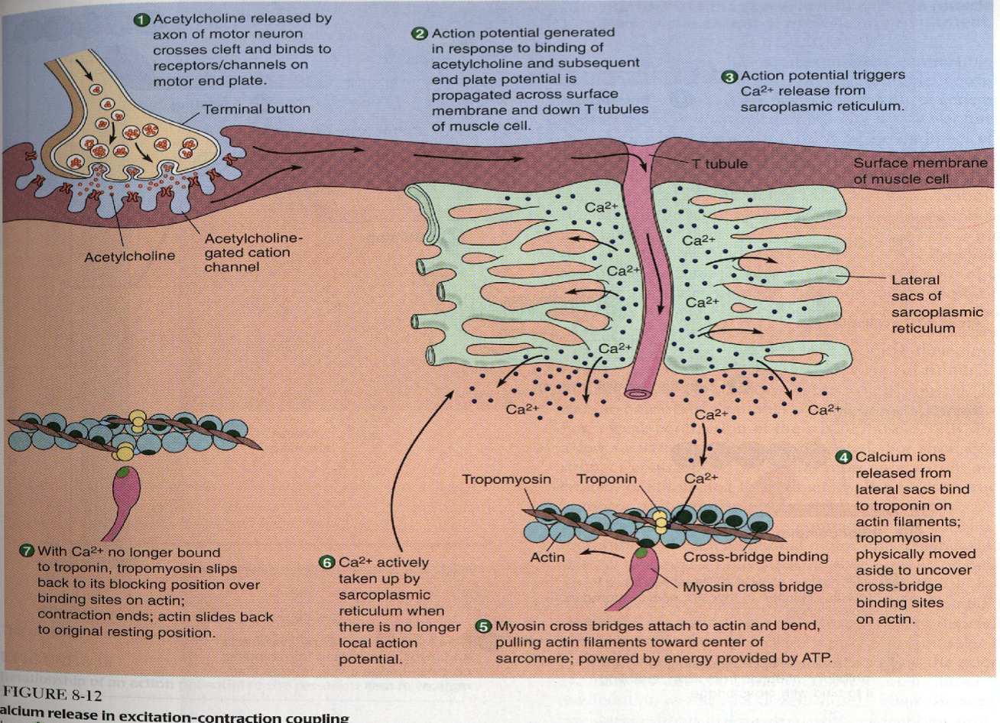 1 Acetylcholine released by
axon of motor neuron
crosses cleft and binds to
receptors/channels on
motor end plate.
Terminal button
2 Action potential generated
in response to binding of
acetylcholine and subsequent
end plate potential is
propagated across surface
membrane and down T tubules
of muscle cell.
3 Action potential triggers
Ca2+ release from
sarcoplasmic reticulum.
T tubule
Surface membrane
of muscle cell
Acetylcholine
Acetylcholine-
gated cation
channel
Ca2+
Ca2+
Ca2+
Ca2+
Ca2+
Lateral
sacs of
sarcoplasmic
reticulum
Ca2+
Ca2+
Ca2+
Ca2+
Tropomyosin
Troponin
Actin
Cross-bridge binding
Myosin cross bridge
4 Calcium ions
released from
lateral sacs bind
to troponin on
actin filaments;
tropomyosin
physically moved
aside to uncover
cross-bridge
binding sites
on actin.
5 Myosin cross bridges attach to actin and bend,
pulling actin filaments toward center of
sarcomere; powered by energy provided by ATP.
6 Ca2+ actively
taken up by
sarcoplasmic
reticulum when
there is no longer
local action
potential.
7 With Ca2+ no longer bound
to troponin, tropomyosin slips
back to its blocking position over
binding sites on actin;
contraction ends; actin slides back
to original resting position.
FIGURE 8-12
alcium release in excitation-contraction coupling